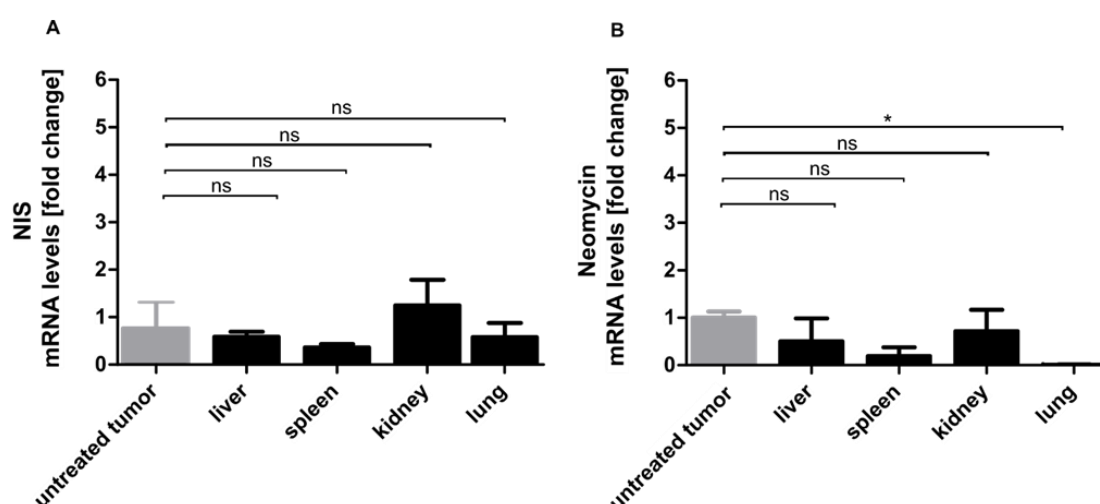 A
NIS
mRNA levels [fold change]
6
5
4
3
2
1
0
ns
ns
ns
ns
untreated tumor
liver
spleen
kidney
lung
B
Neomycin
mRNA levels [fold change]
6
5
4
3
2
1
0
*
ns
ns
ns
untreated tumor
liver
spleen
kidney
lung